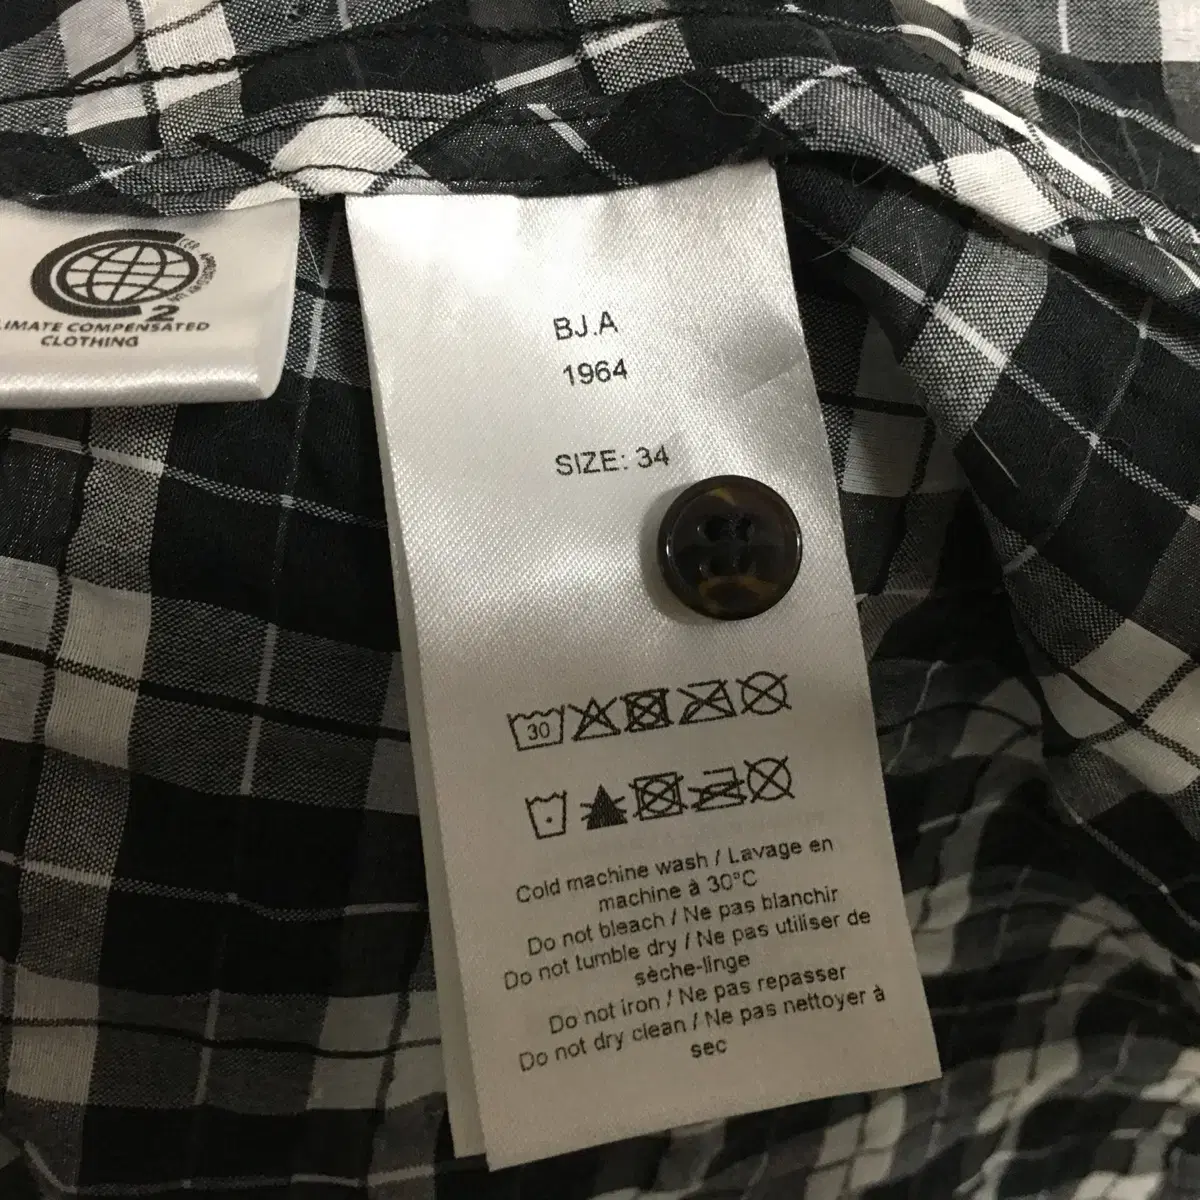 2
IMATE COMPENSATED
CLOTHING
BJ.A
1964
SIZE: 34
30
Cold machine wash / Lavage en
machine à 30°C
Do not bleach / Ne pas blanchir
Do not tumble dry / Ne pas utiliser de
sèche-linge
Do not iron / Ne pas repasser
Do not dry clean / Ne pas nettoyer à
sec